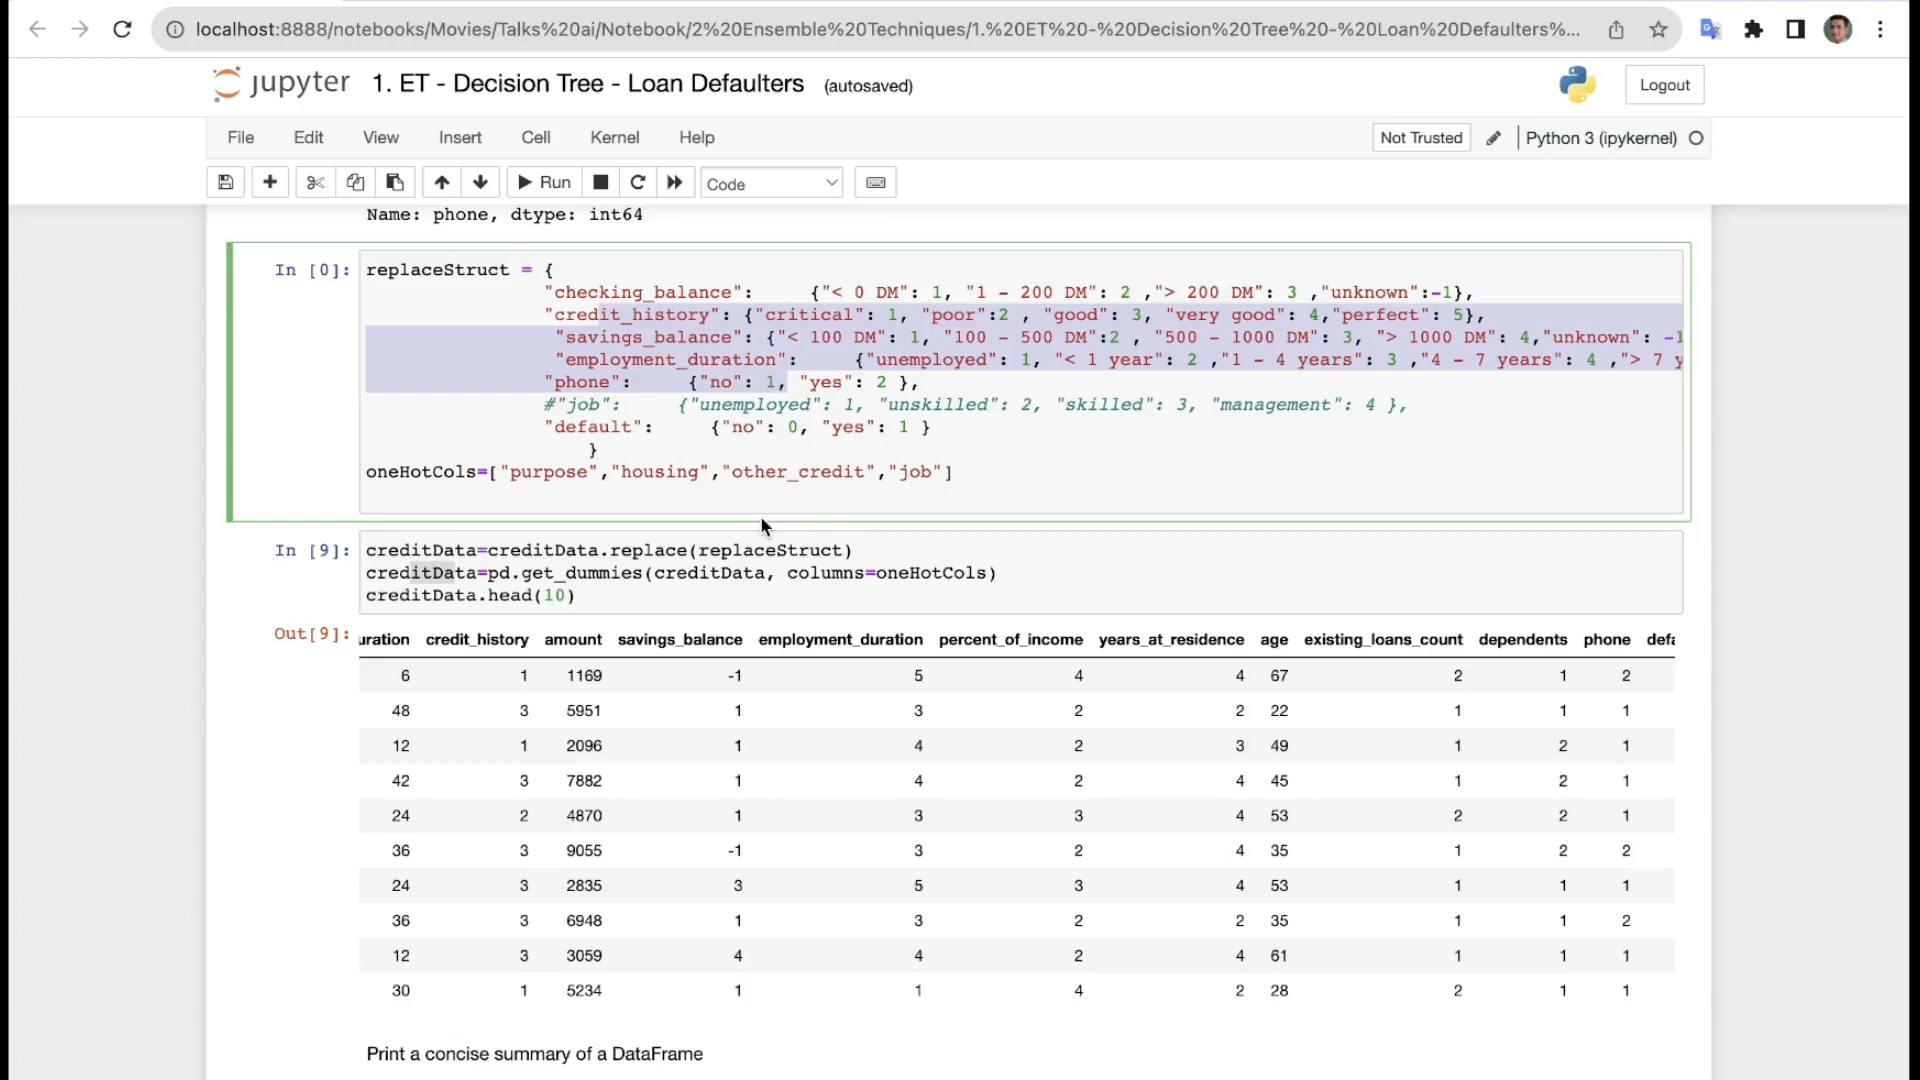 localhost:8888/notebooks/Movies/Talks%20ai/Notebook/2%20Ensemble%20Techniques/1.%20ET%20-%20Decision%20Tree%20-%20Loan%20Defaulters%...
jupyter 1. ET - Decision Tree - Loan Defaulters (autosaved) Logout
File Edit View Insert Cell Kernel Help Not Trusted Python 3 (ipykernel)
Run Code
Name: phone, dtype: int64
In [0]: replaceStruct = {
"checking_balance": {"< 0 DM": 1, "1 - 200 DM": 2 ,"> 200 DM": 3 ,"unknown":-1},
"credit_history": {"critical": 1, "poor":2 , "good": 3, "very good": 4,"perfect": 5},
"savings_balance": {"< 100 DM": 1, "100 - 500 DM":2 , "500 - 1000 DM": 3, "> 1000 DM": 4,"unknown": -1
"employment_duration": {"unemployed": 1, "< 1 year": 2 ,"1 - 4 years": 3 ,"4 - 7 years": 4 ,"> 7 y
"phone": {"no": 1, "yes": 2 },
#"job": {"unemployed": 1, "unskilled": 2, "skilled": 3, "management": 4 },
"default": {"no": 0, "yes": 1 }
}
oneHotCols=["purpose","housing","other_credit","job"]
In [9]: creditData=creditData.replace(replaceStruct)
creditData=pd.get_dummies(creditData, columns=oneHotCols)
creditData.head(10)
Out[9]: uration credit_history amount savings_balance employment_duration percent_of_income years_at_residence age existing_loans_count dependents phone defa
6 1 1169 -1 5 4 4 67 2 1 2
48 3 5951 1 3 2 2 22 1 1 1
12 1 2096 1 4 2 3 49 1 2 1
42 3 7882 1 4 2 4 45 1 2 1
24 2 4870 1 3 3 4 53 2 2 1
36 3 9055 -1 3 2 4 35 1 2 2
24 3 2835 3 5 3 4 53 1 1 1
36 3 6948 1 3 2 2 35 1 1 2
12 3 3059 4 4 2 4 61 1 1 1
30 1 5234 1 1 4 2 28 2 1 1
Print a concise summary of a DataFrame